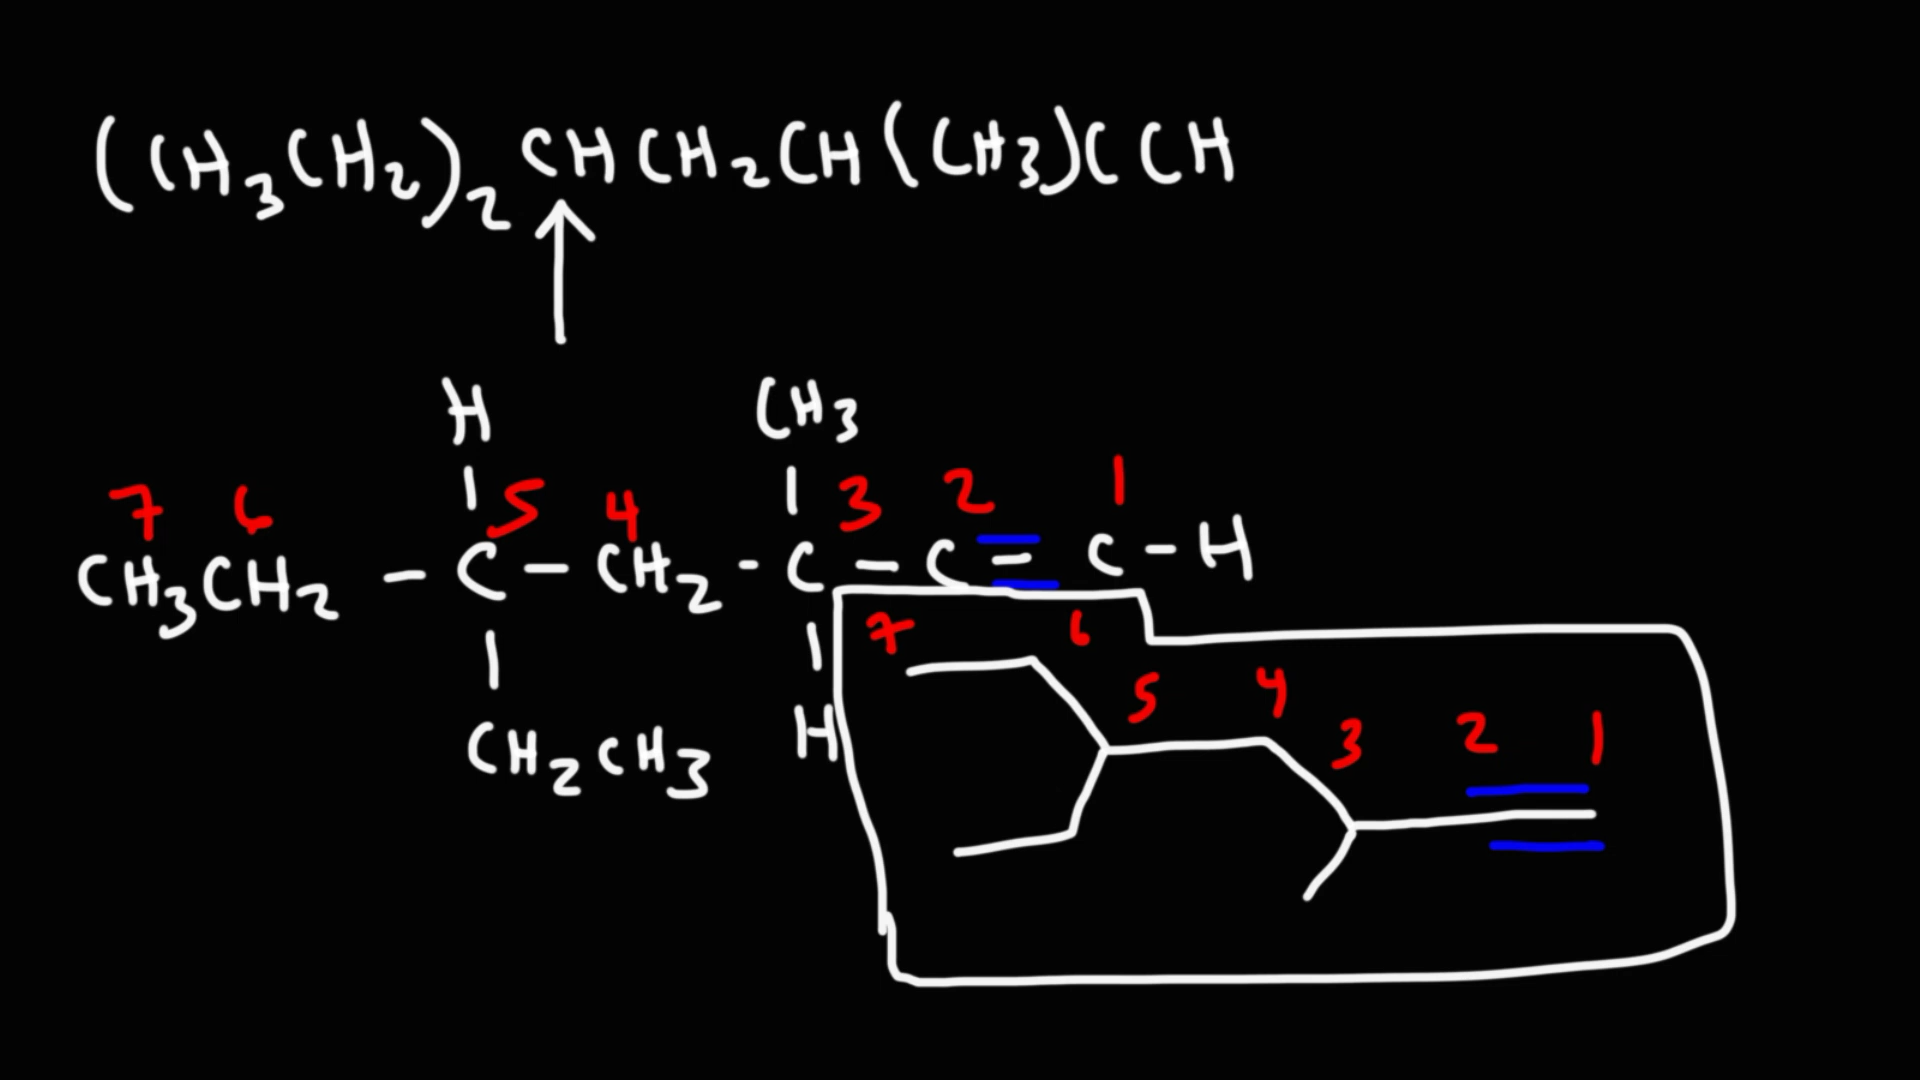 (CH3CH2)2CHCH2CH(CH3)CCH
H CH3
7 6 5 4 3 2 1
CH3CH2 - C - CH2 - C - C ≡ C - H
7 6
5 4
3 2 1
CH2CH3 H